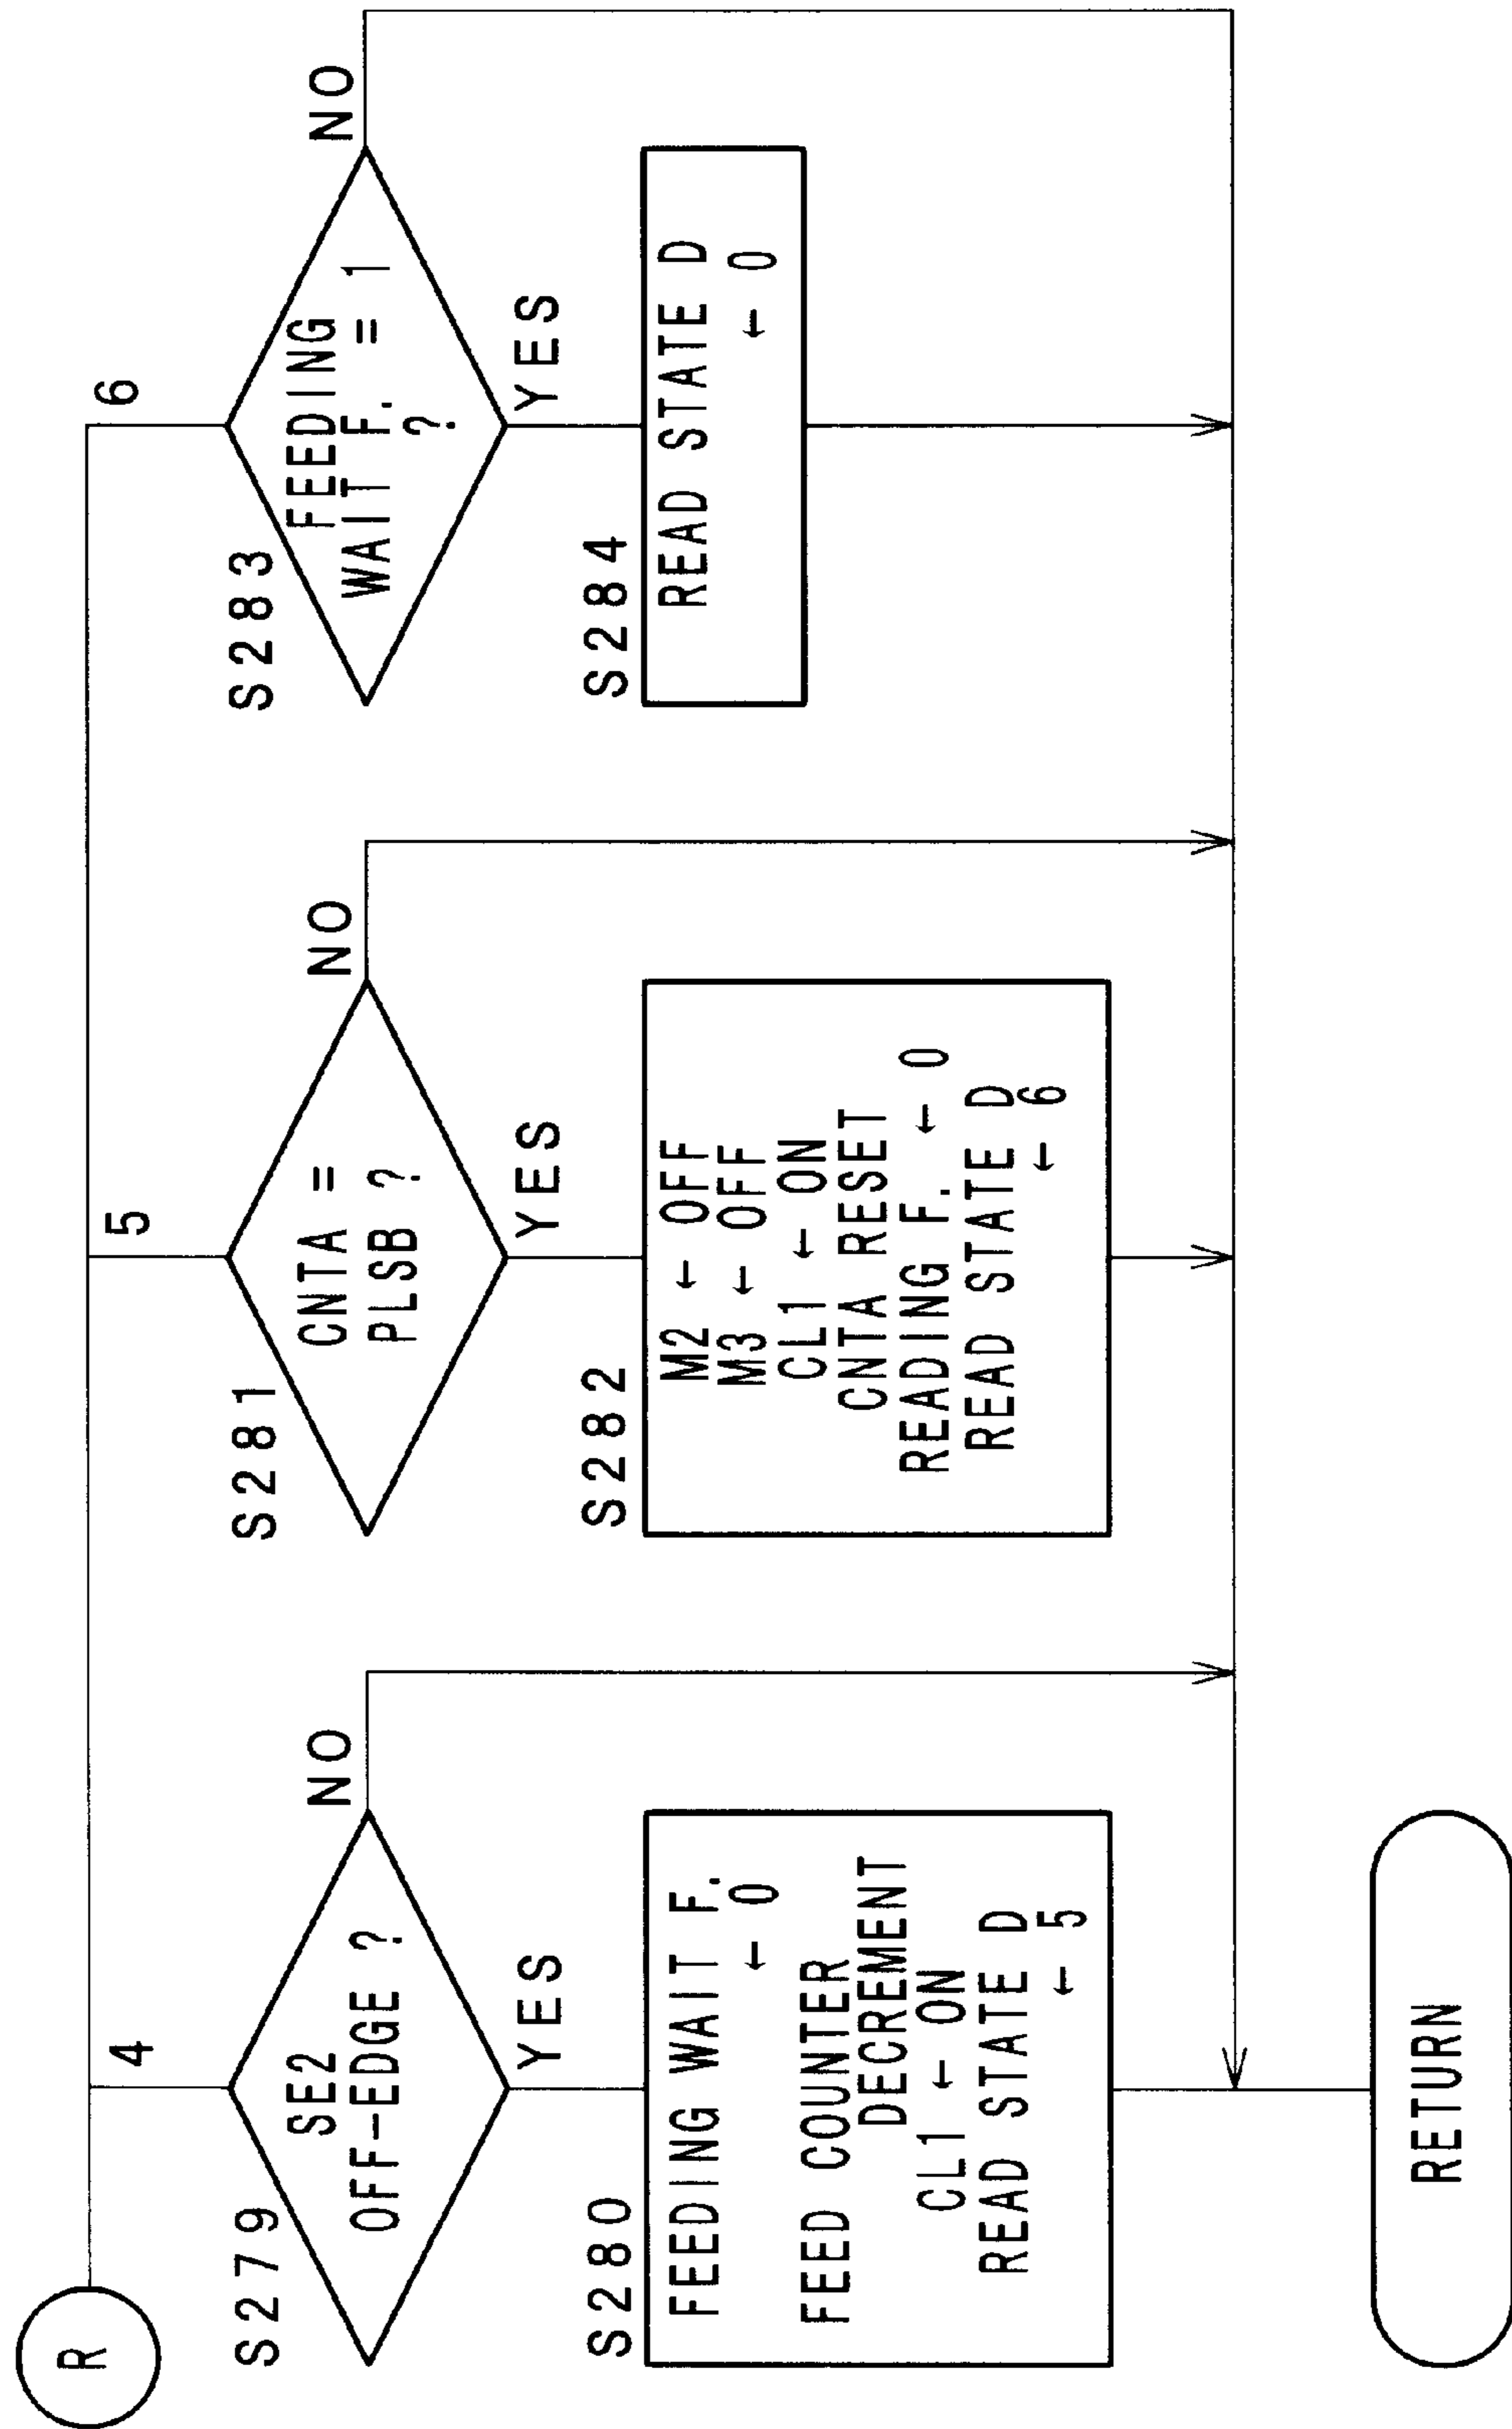 R
4
S279
SE2
OFF-EDGE ?
NO
YES
S280
FEEDING WAIT F.
← 0
FEED COUNTER
DECREMENT
CL1 ← ON
READ STATE D
← 5
5
S281
CNTA =
PLSB ?
NO
YES
S282
M2 ← OFF
M3 ← OFF
CL1 ← ON
CNTA RESET
READING F. ← 0
READ STATE D
← 6
6
S283
FEEDING
WAIT F. = 1
?
NO
YES
S284
READ STATE D
← 0
RETURN